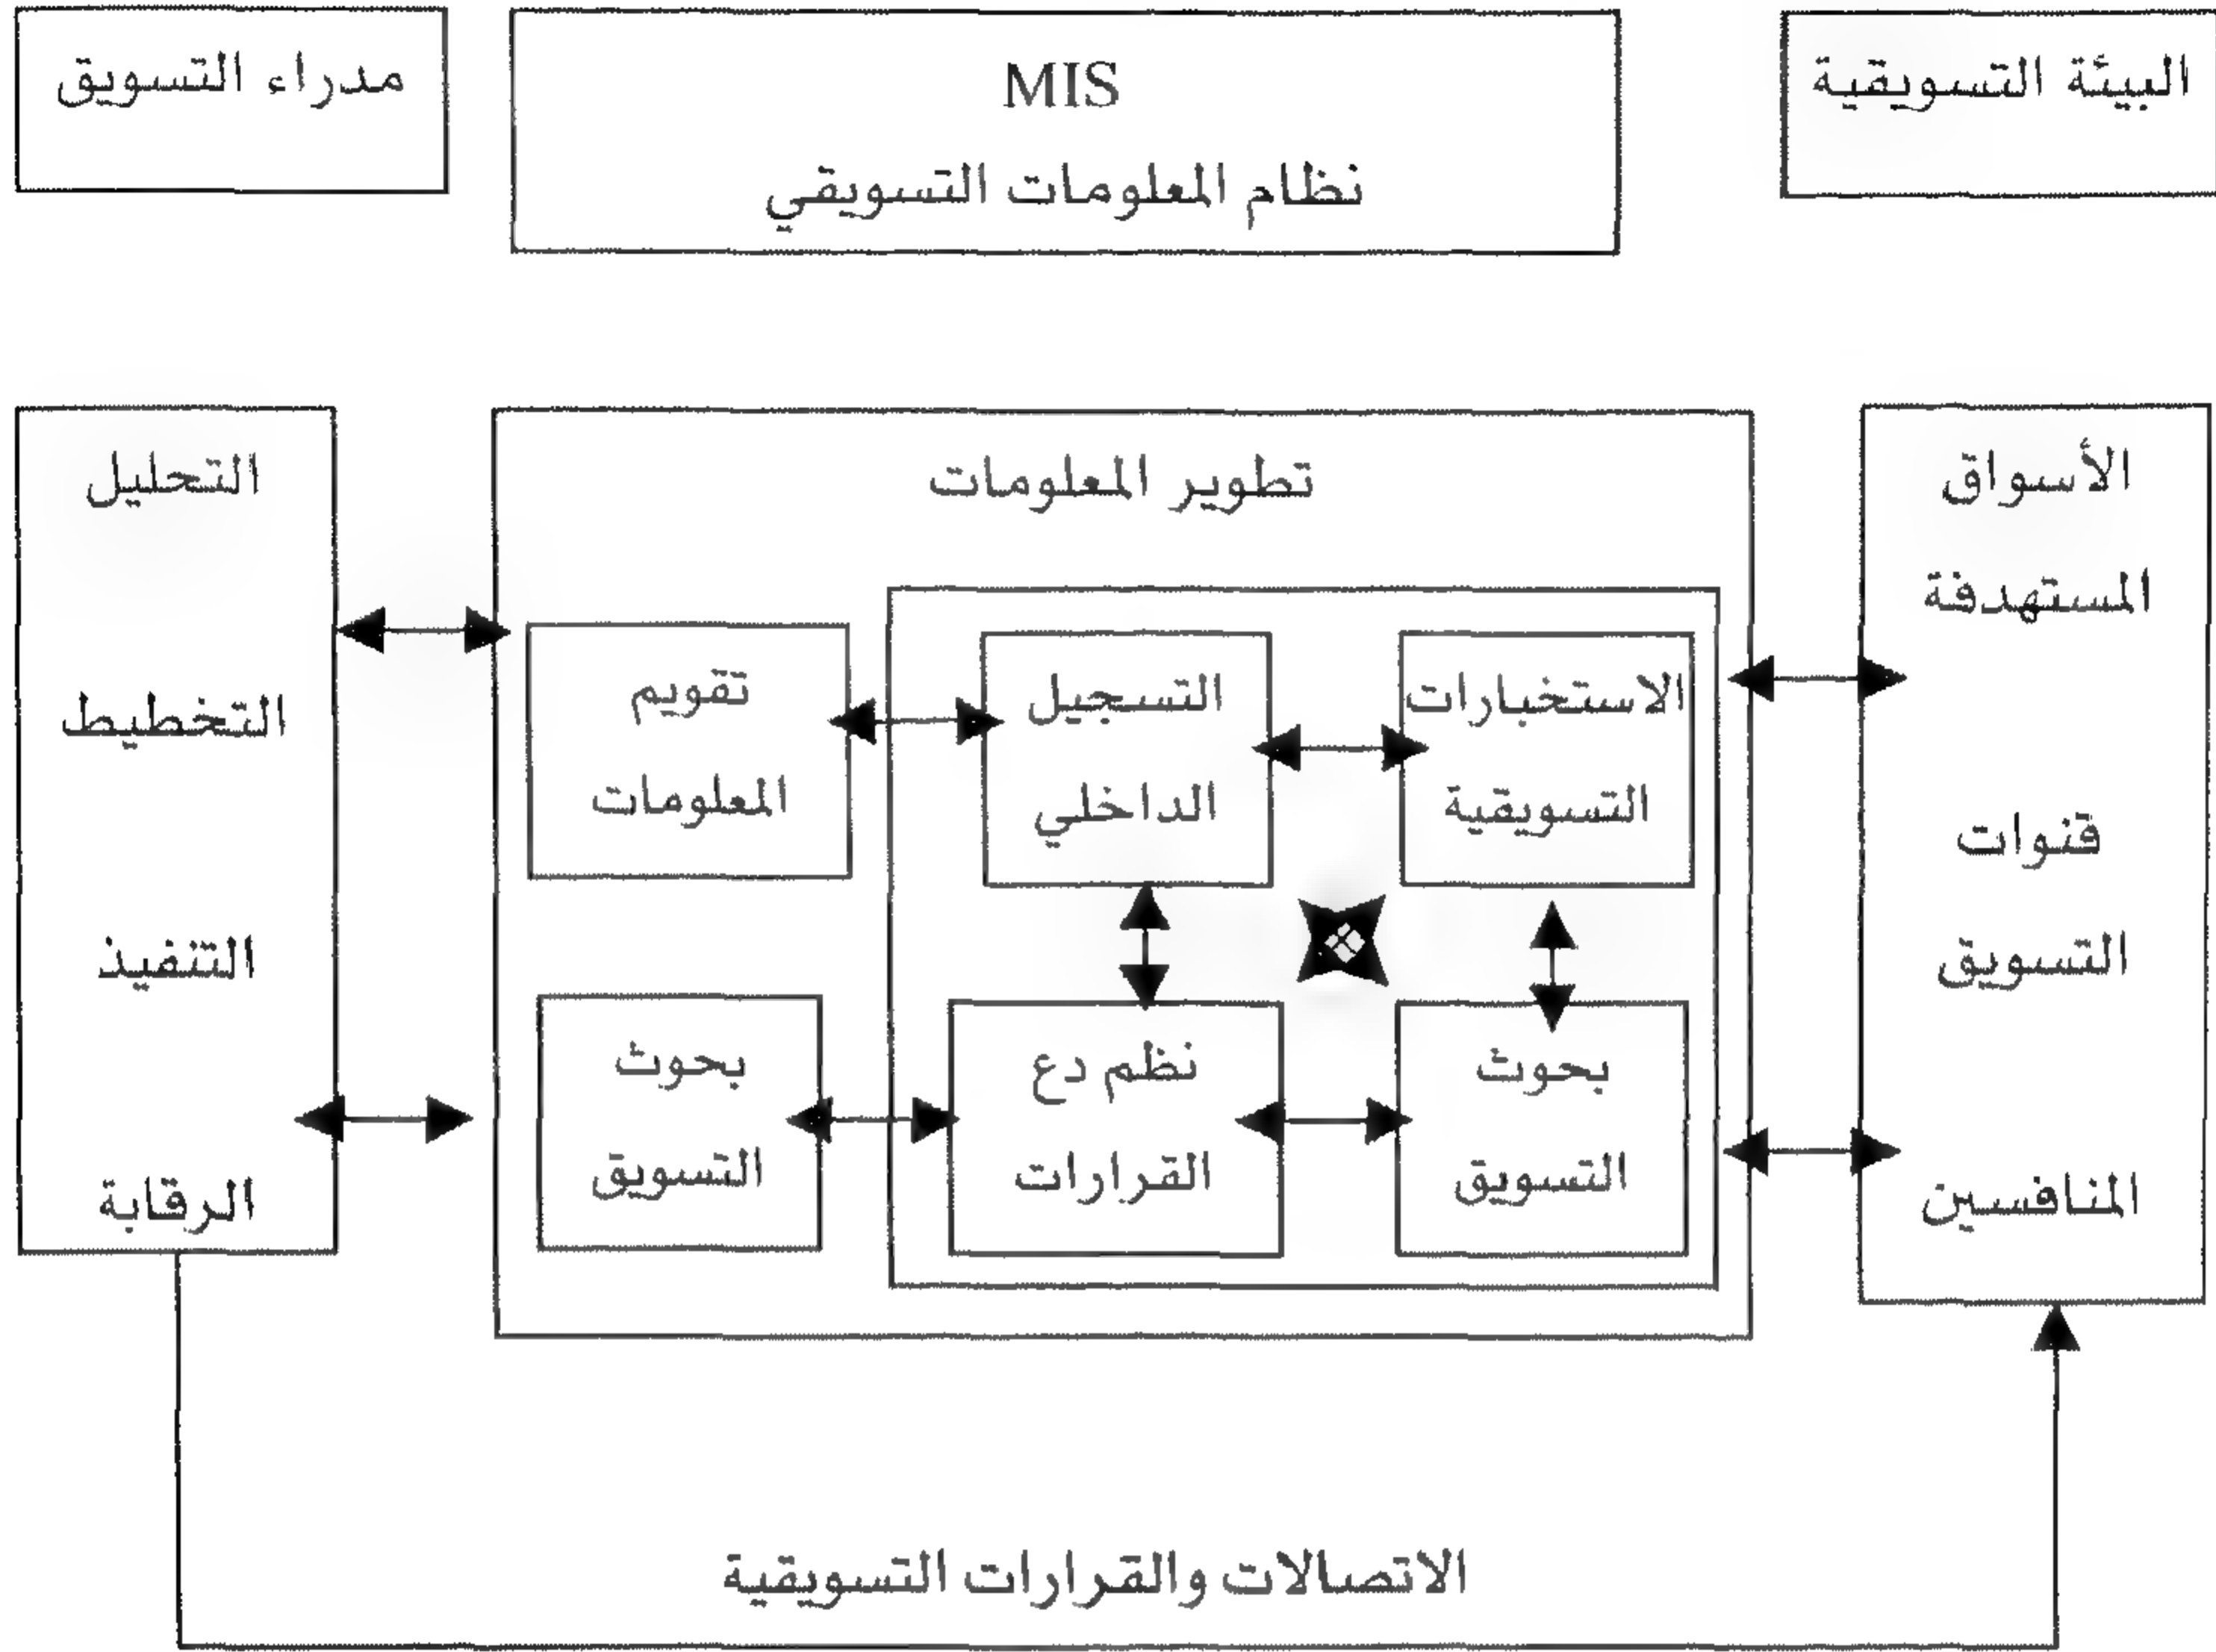 البيئة التسويقية
MIS
نظام المعلومات التسويقي
مدراء التسويق
الأسواق
المستهدفة
قنوات
التسويق
المنافسين
تطوير المعلومات
الاستخبارات
التسويقية
التسجيل
الداخلي
تقويم
المعلومات
بحوث
التسويق
نظم دع
القرارات
بحوث
التسويق
التحليل
التخطيط
التنفيذ
الرقابة
الاتصالات والقرارات التسويقية